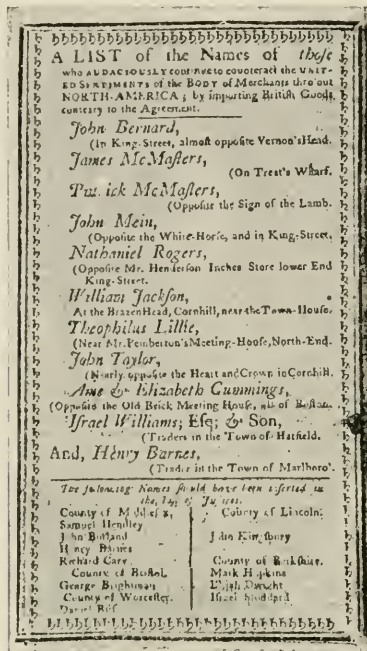 A LIST of the Names of those
who AUDACIOUSLY continue to counteract the UNIT-
ED SENTIMENTS of the BODY of Merchants thro'out
NORTH-AMERICA; by importing British Goods
contrary to the Agreement.
John Bernard,
(In King-Street, almost opposite Vernon's Head.
James McMasters,
(On Treat's Wharf.
Patrick McMasters,
(Opposite the Sign of the Lamb.
John Mein,
(Opposite the White-Horse, and in King-Street.
Nathaniel Rogers,
(Opposite Mr. Henderson Inches Store lower End
King-Street.
William Jackson,
At the Brazen Head, Cornhill, near the Town-House.
Theophilus Lillie,
(Near Mr. Pemberton's Meeting-House, North-End.
John Taylor,
(Nearly opposite the Heart and Crown in Cornhill.
Ame & Elizabeth Cummings,
(Opposite the Old Brick Meeting House, all of Boston.
Israel Williams, Esq; & Son,
(Traders in the Town of Hatfield.
And, Henry Barnes,
(Trader in the Town of Marlboro'.
The following Names should have been inserted in
the List of Justices.
County of Middlesex.
Samuel Hendley
John Borland
Henry Barnes
Richard Cary
County of Bristol.
George Brightman
County of Worcester.
Daniel
County of Lincoln.
John Kingsbury
County of Berkshire.
Mark Hopkins
Elijah Dwight
Israel Stoddard